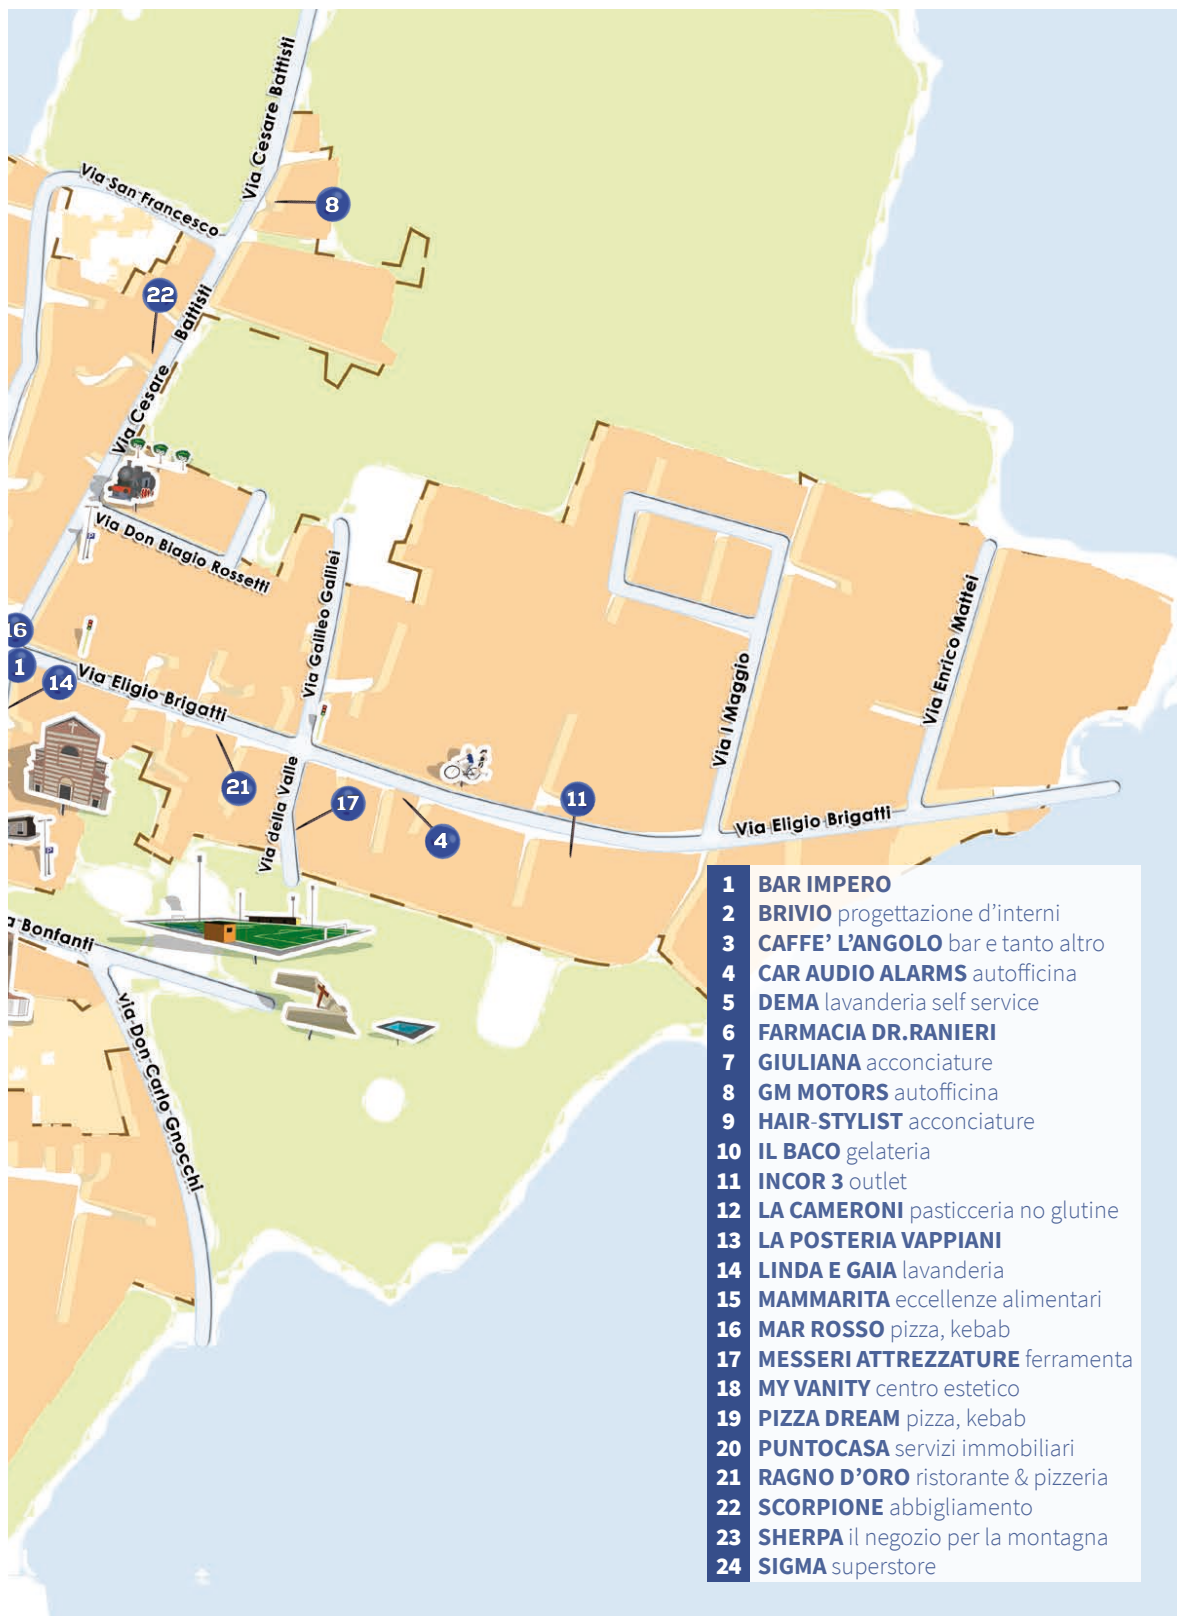 Via Cesare Battisti
Via San Francesco
8
22
Via Cesare Battisti
Via Don Biagio Rossetti
P
Via Galileo Galilei
16
1
14
Via Eligio Brigatti
Via I Maggio
Via Enrico Mattei
21
Via della Valle
17
4
11
Via Eligio Brigatti
P
a Bonfanti
via Don Carlo Gnocchi
1 BAR IMPERO
2 BRIVIO progettazione d’interni
3 CAFFE’ L’ANGOLO bar e tanto altro
4 CAR AUDIO ALARMS autofficina
5 DEMA lavanderia self service
6 FARMACIA DR.RANIERI
7 GIULIANA acconciature
8 GM MOTORS autofficina
9 HAIR-STYLIST acconciature
10 IL BACO gelateria
11 INCOR 3 outlet
12 LA CAMERONI pasticceria no glutine
13 LA POSTERIA VAPPIANI
14 LINDA E GAIA lavanderia
15 MAMMARITA eccellenze alimentari
16 MAR ROSSO pizza, kebab
17 MESSERI ATTREZZATURE ferramenta
18 MY VANITY centro estetico
19 PIZZA DREAM pizza, kebab
20 PUNTOCASA servizi immobiliari
21 RAGNO D’ORO ristorante & pizzeria
22 SCORPIONE abbigliamento
23 SHERPA il negozio per la montagna
24 SIGMA superstore